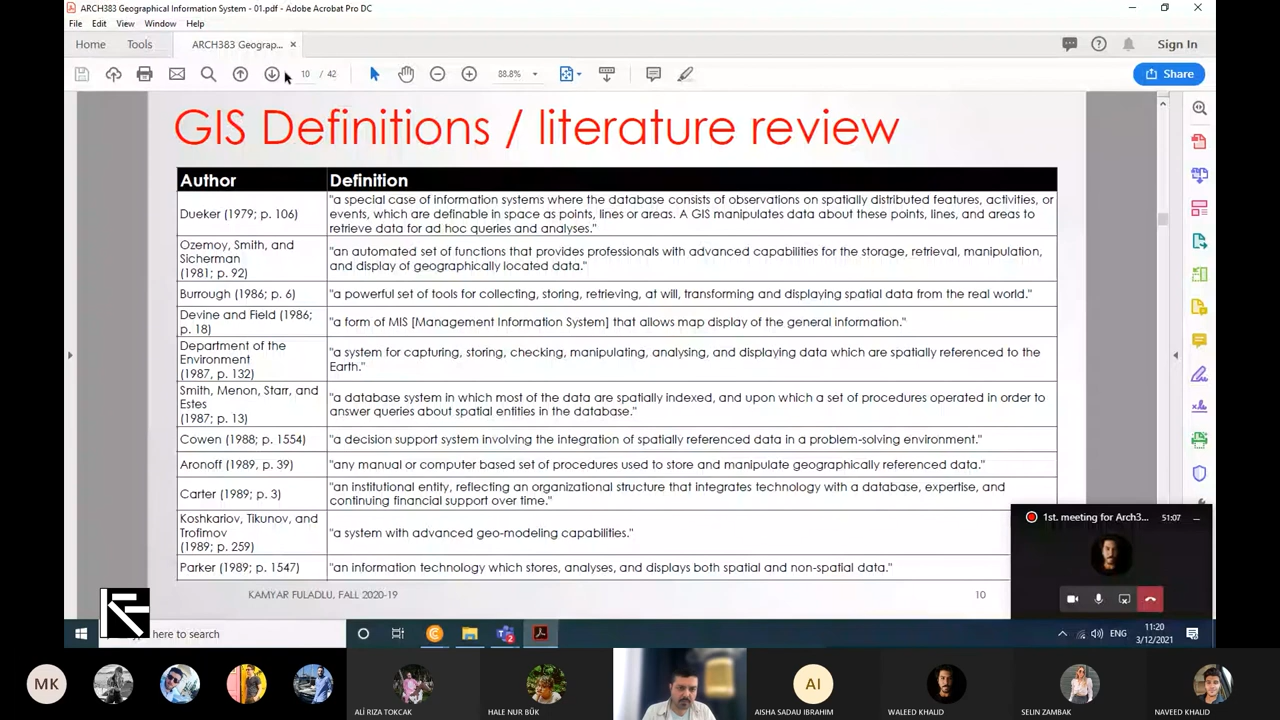 ARCH383 Geographical Information System - 01.pdf - Adobe Acrobat Pro DC
File Edit View Window Help
Home Tools ARCH383 Geograp... ×
Sign In
10 / 42
88.8%
Share
GIS Definitions / literature review
Author Definition
Dueker (1979; p. 106)
"a special case of information systems where the database consists of observations on spatially distributed features, activities, or
events, which are definable in space as points, lines or areas. A GIS manipulates data about these points, lines, and areas to
retrieve data for ad hoc queries and analyses."
Ozemoy, Smith, and
Sicherman
(1981; p. 92)
"an automated set of functions that provides professionals with advanced capabilities for the storage, retrieval, manipulation,
and display of geographically located data."
Burrough (1986; p. 6)
"a powerful set of tools for collecting, storing, retrieving, at will, transforming and displaying spatial data from the real world."
Devine and Field (1986;
p. 18)
"a form of MIS [Management Information System] that allows map display of the general information."
Department of the
Environment
(1987, p. 132)
"a system for capturing, storing, checking, manipulating, analysing, and displaying data which are spatially referenced to the
Earth."
Smith, Menon, Starr, and
Estes
(1987; p. 13)
"a database system in which most of the data are spatially indexed, and upon which a set of procedures operated in order to
answer queries about spatial entities in the database."
Cowen (1988; p. 1554)
"a decision support system involving the integration of spatially referenced data in a problem-solving environment."
Aronoff (1989, p. 39)
"any manual or computer based set of procedures used to store and manipulate geographically referenced data."
Carter (1989; p. 3)
"an institutional entity, reflecting an organizational structure that integrates technology with a database, expertise, and
continuing financial support over time."
Koshkariov, Tikunov, and
Trofimov
(1989; p. 259)
"a system with advanced geo-modeling capabilities."
Parker (1989; p. 1547)
"an information technology which stores, analyses, and displays both spatial and non-spatial data."
KAMYAR FULADLU, FALL 2020-19
10
1st. meeting for Arch3... 51:07
here to search
ENG
11:20
3/12/2021
MK
ALİ RIZA TOKCAK
HALE NUR BÜK
AI
AISHA SADAU IBRAHIM
WALEED KHALID
SELIN ZAMBAK
NAVEED KHALID